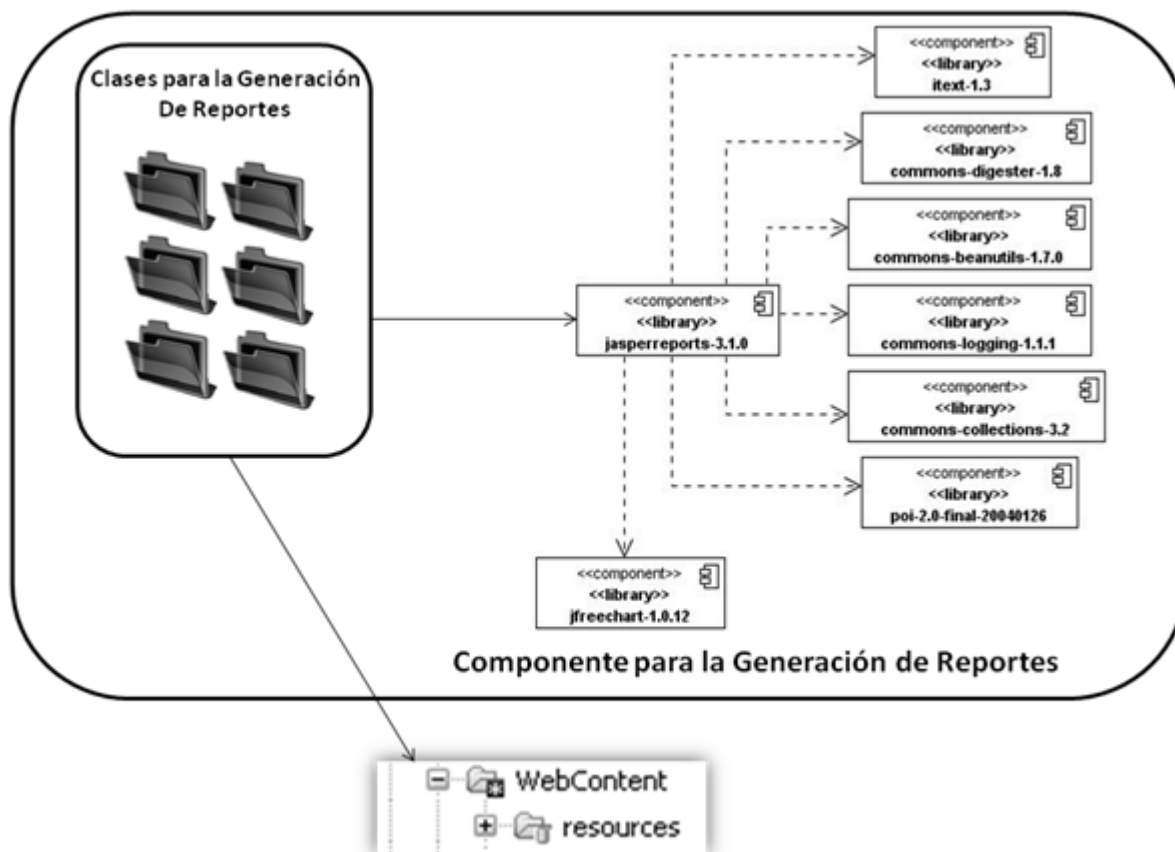 Clases para la Generación
De Reportes
<<component>>
<<library>>
itext-1.3
<<component>>
<<library>>
commons-digester-1.8
<<component>>
<<library>>
commons-beanutils-1.7.0
<<component>>
<<library>>
jasperreports-3.1.0
<<component>>
<<library>>
commons-logging-1.1.1
<<component>>
<<library>>
commons-collections-3.2
<<component>>
<<library>>
poi-2.0-final-20040126
<<component>>
<<library>>
jfreechart-1.0.12
Componente para la Generación de Reportes
WebContent
resources